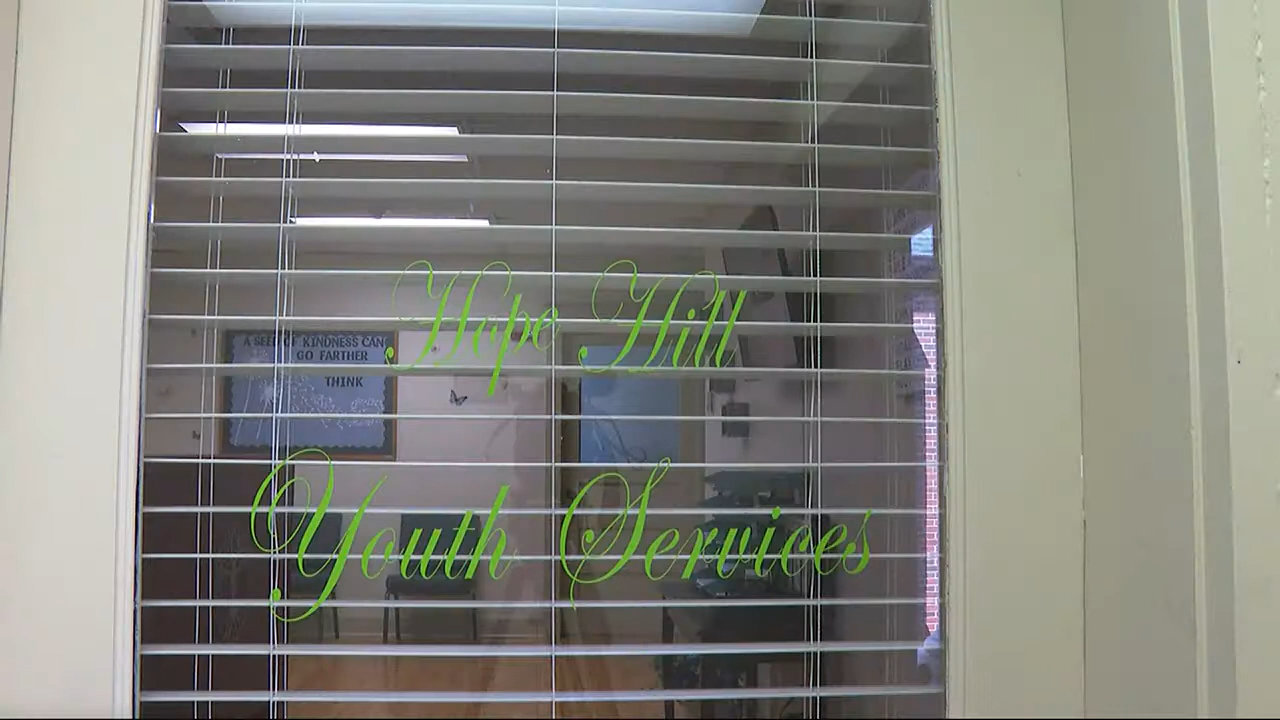 Hope Hill
Youth Services
A SEED OF KINDNESS CAN
GO FARTHER
THINK